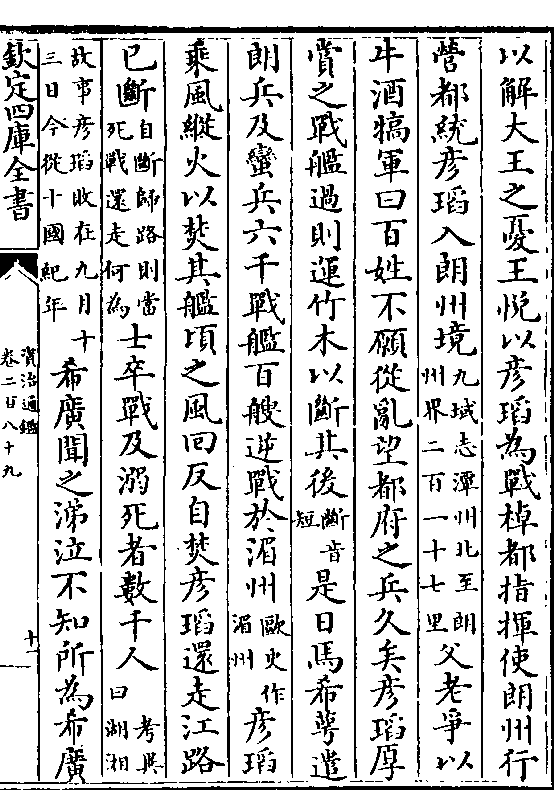 以解大王之憂王悅以彦瑫為戰棹都指揮使朗州行
營都統彦瑫入朗州境九域志潭州北至朗州界二百一十七里父老爭以
牛酒犒軍曰百姓不願從亂望都府之兵久矣彦瑫厚
賞之戰艦過則運竹木以斷其後斷音短是日馬希萼遣
朗兵及蠻兵六千戰艦百艘逆戰於湄州歐史作湄州彦瑫
乘風縱火以焚其艦頃之風回反自焚彦瑫還走江路
已斷自斷歸路則當死戰還走何為士卒戰及溺死者數千人考異曰湖湘
故事彦瑫敗在九月十三日今從十國紀年希廣聞之涕泣不知所為希廣
欽定四庫全書
資治通鑑
卷二百八十九
十一